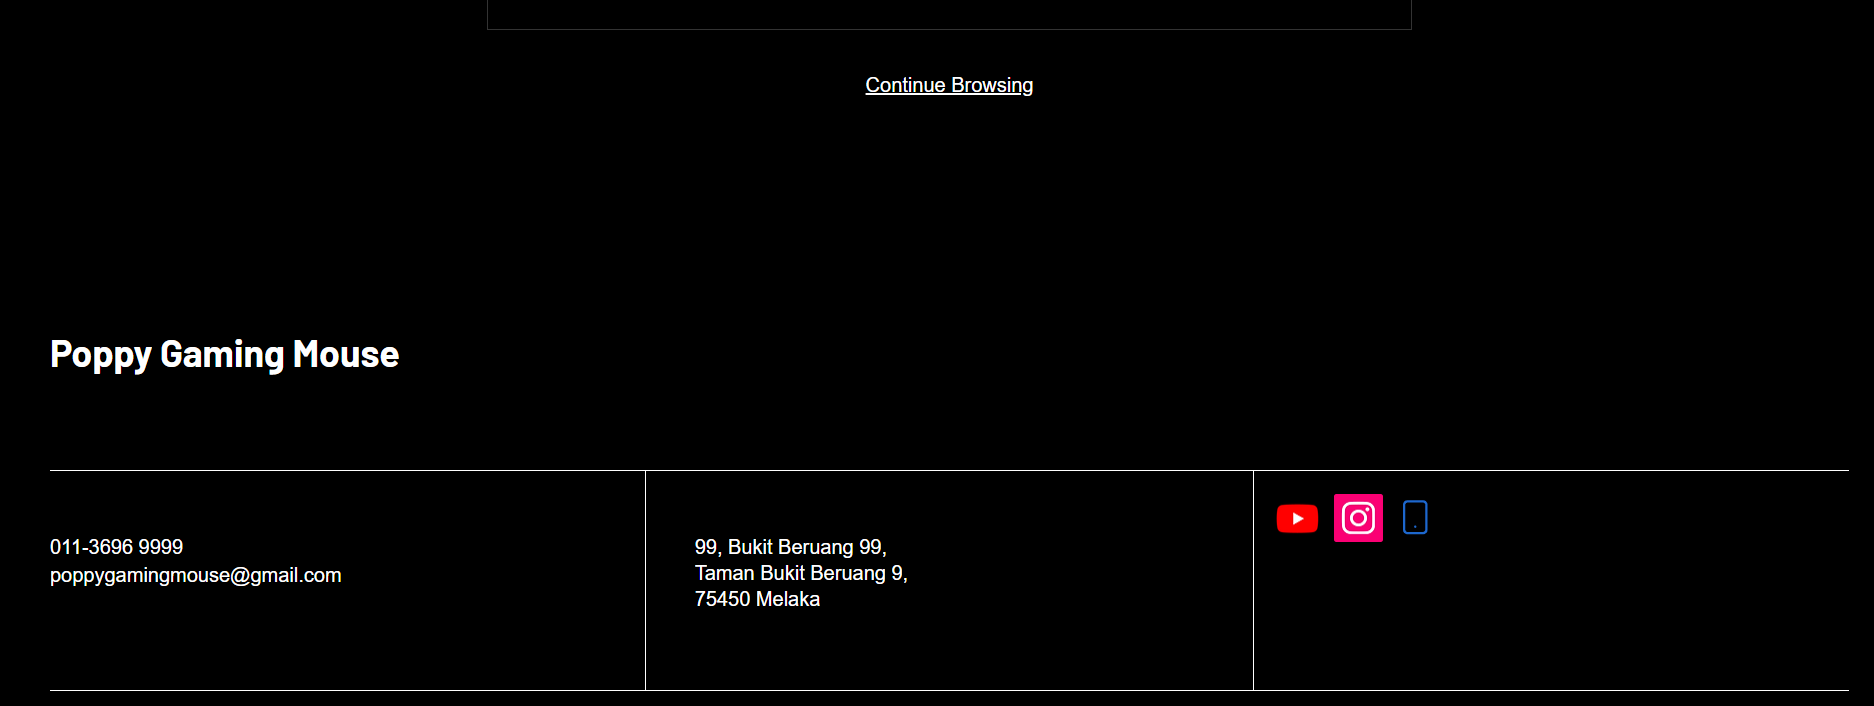 Continue Browsing
Poppy Gaming Mouse
011-3696 9999
poppygamingmouse@gmail.com
99, Bukit Beruang 99,
Taman Bukit Beruang 9,
75450 Melaka